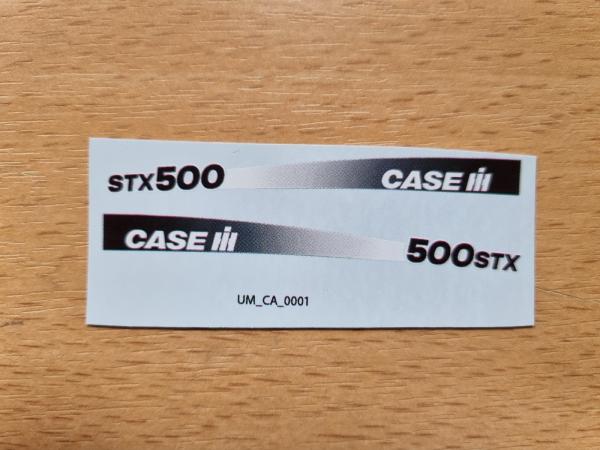 STX500 CASE IH
CASE IH 500STX
UM_CA_0001